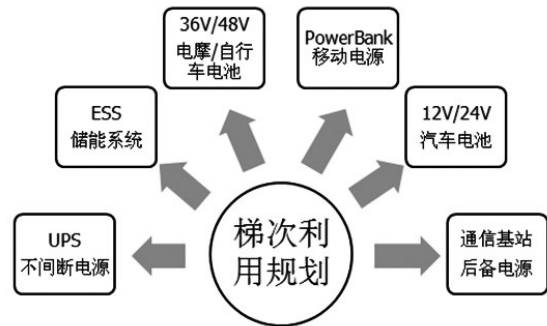 36V/48V
电摩/自行
车电池
PowerBank
移动电源
ESS
储能系统
12V/24V
汽车电池
UPS
不间断电源
梯次利
用规划
通信基站
后备电源